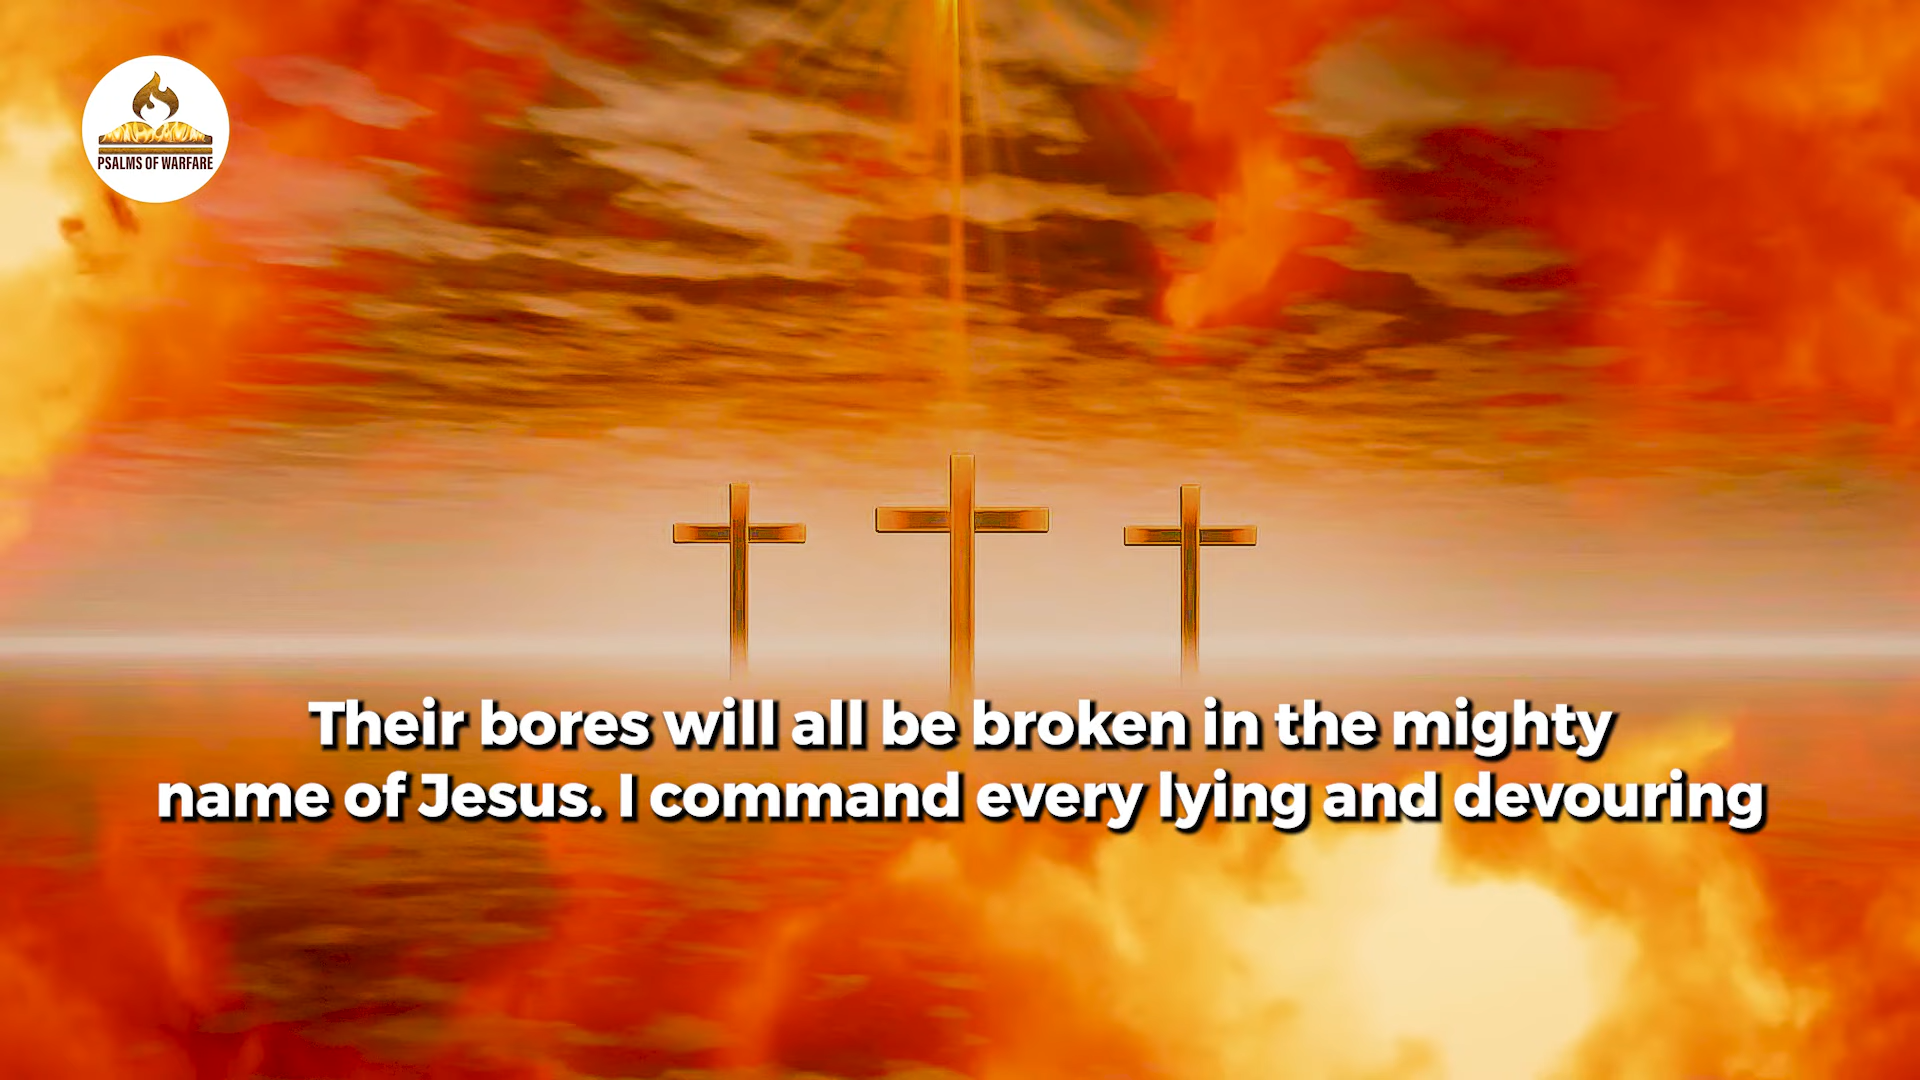 PSALMS OF WARFARE
Their bores will all be broken in the mighty
name of Jesus. I command every lying and devouring